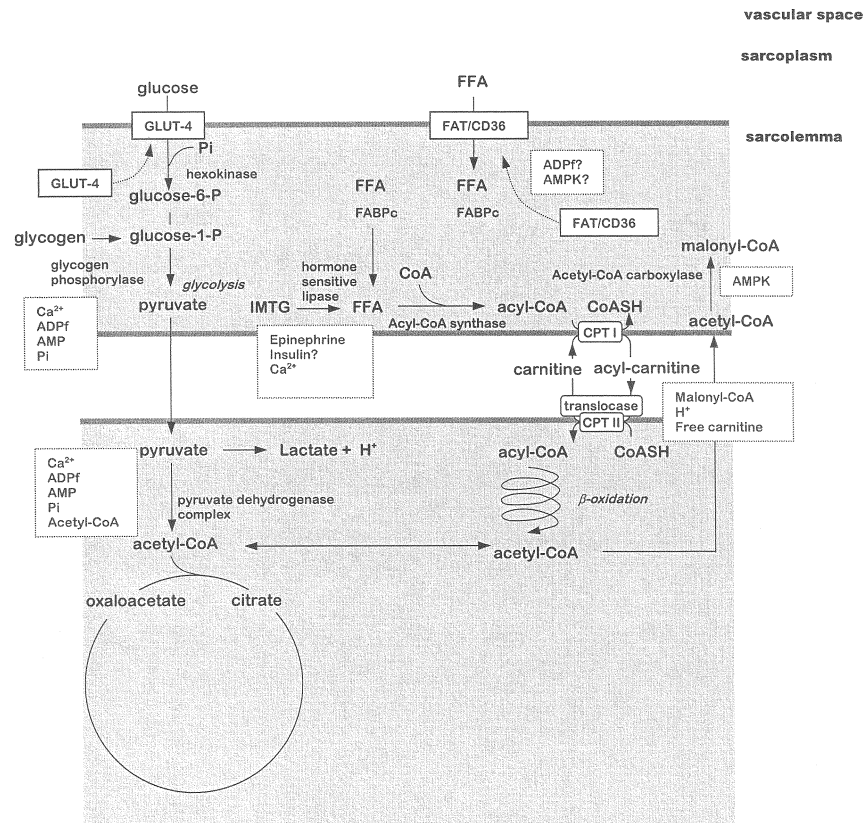 vascular space
sarcoplasm
glucose
FFA
GLUT-4
FAT/CD36
sarcolemma
Pi
hexokinase
ADPf?
AMPK?
GLUT-4
glucose-6-P
FFA
FFA
FABPc
FABPc
FAT/CD36
glycogen
glucose-1-P
malonyl-CoA
glycogen
phosphorylase
glycolysis
hormone
sensitive
lipase
CoA
Acetyl-CoA carboxylase
AMPK
pyruvate
IMTG
FFA
acyl-CoA
CoASH
Acyl-CoA synthase
acetyl-CoA
Ca2+
ADPf
AMP
Pi
CPT I
Epinephrine
Insulin?
Ca2+
carnitine
acyl-carnitine
translocase
Malonyl-CoA
H+
Free carnitine
CPT II
pyruvate
Lactate + H+
acyl-CoA
CoASH
Ca2+
ADPf
AMP
Pi
Acetyl-CoA
pyruvate dehydrogenase
complex
β-oxidation
acetyl-CoA
acetyl-CoA
oxaloacetate
citrate